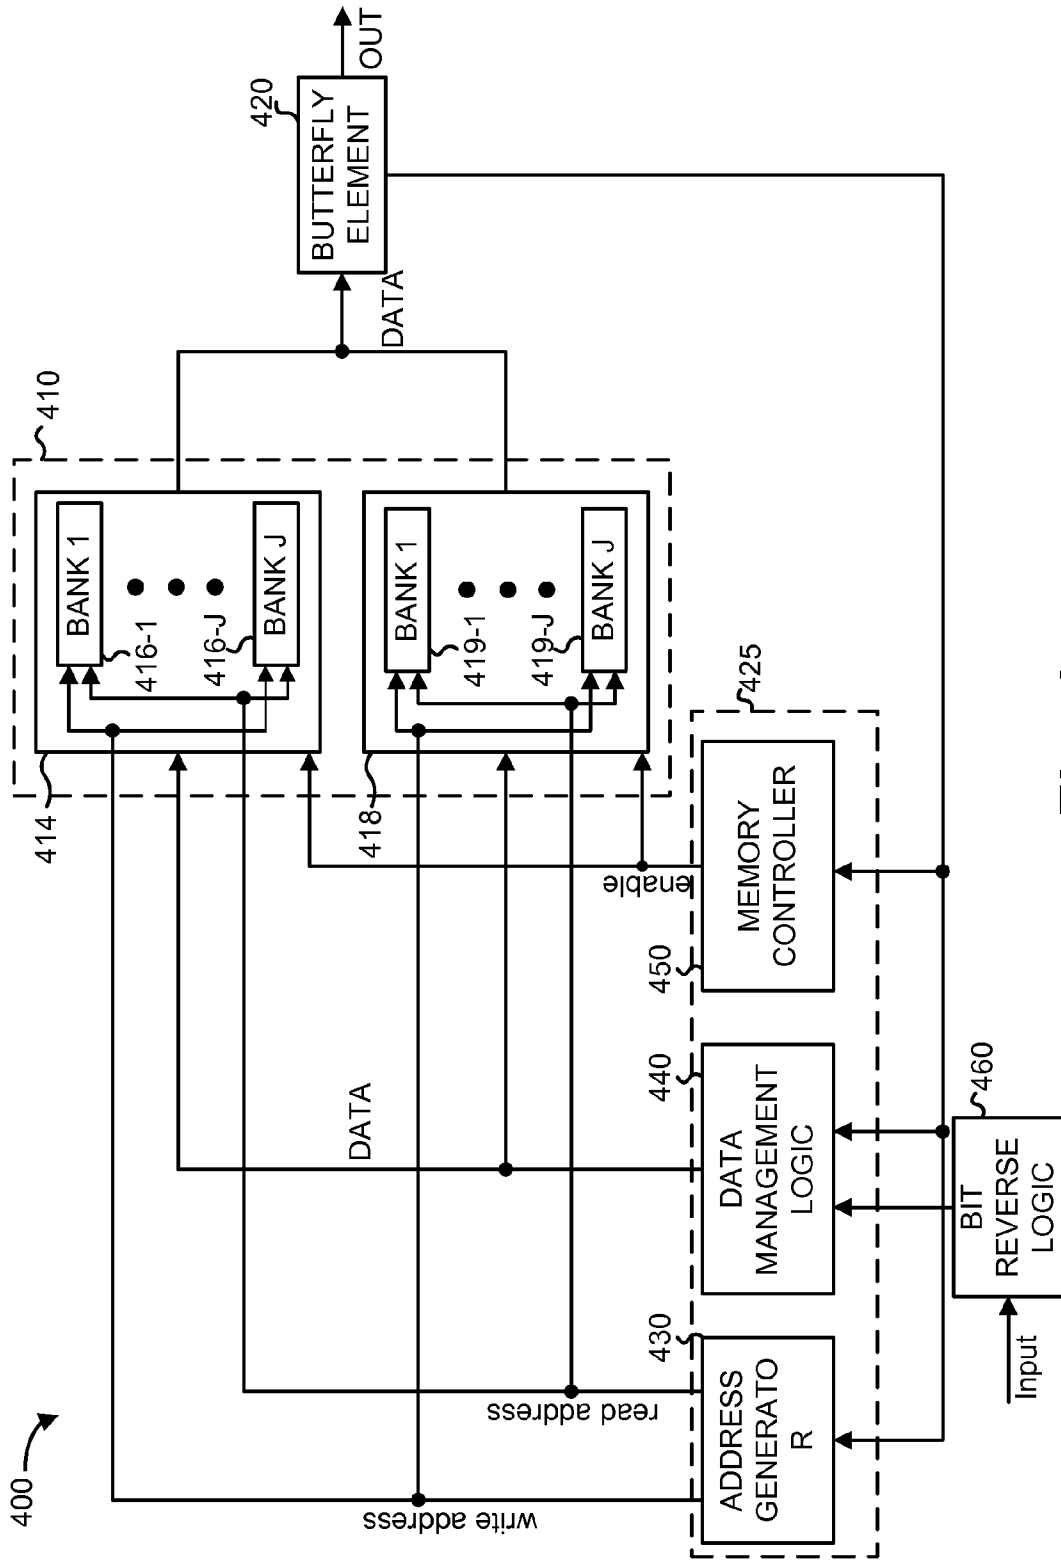 400
410
414
BANK 1
416-1
416-J
BANK J
418
BANK 1
419-1
419-J
BANK J
420
BUTTERFLY
ELEMENT
OUT
DATA
DATA
write address
read address
enable
425
430
ADDRESS
GENERATO
R
440
DATA
MANAGEMENT
LOGIC
450
MEMORY
CONTROLLER
460
BIT
REVERSE
LOGIC
Input